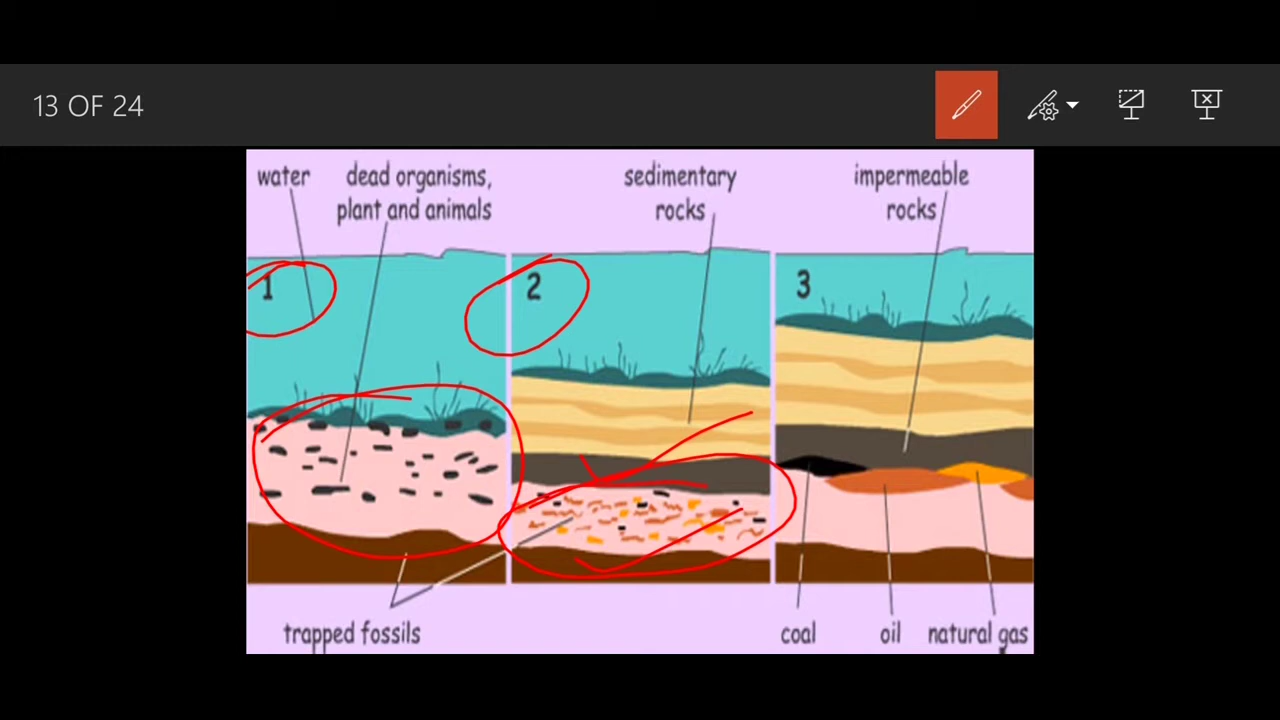 13 OF 24
water
dead organisms,
plant and animals
sedimentary
rocks
impermeable
rocks
1
2
3
trapped fossils
coal
oil
natural gas